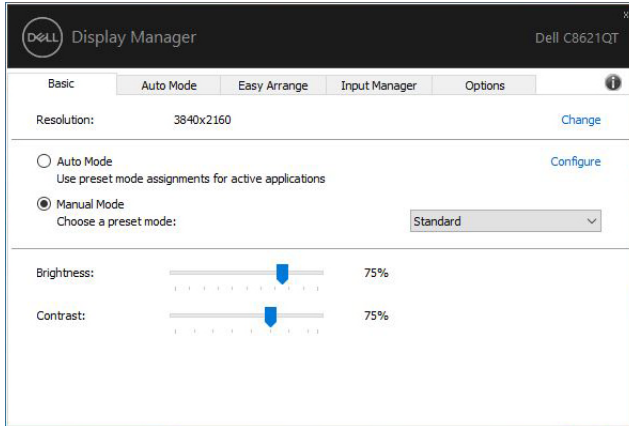 DELL Display Manager Dell C8621QT
Basic Auto Mode Easy Arrange Input Manager Options
Resolution: 3840x2160 Change
Auto Mode Configure
Use preset mode assignments for active applications
Manual Mode
Choose a preset mode: Standard
Brightness: 75%
Contrast: 75%